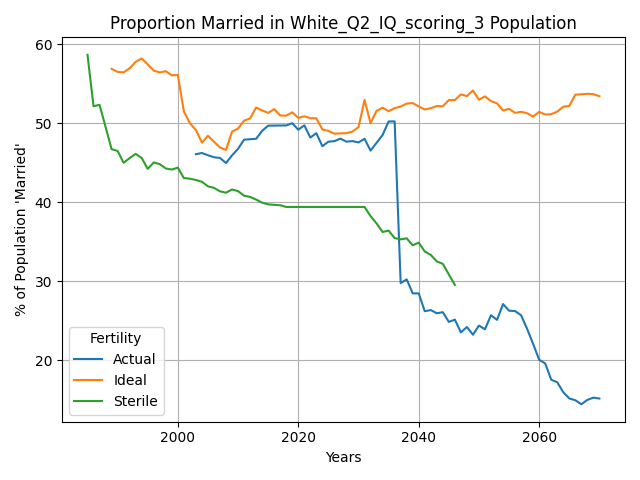 Proportion Married in White_Q2_IQ_scoring_3 Population
% of Population 'Married'
60
50
40
30
20
Fertility
Actual
Ideal
Sterile
2000
2020
2040
2060
Years